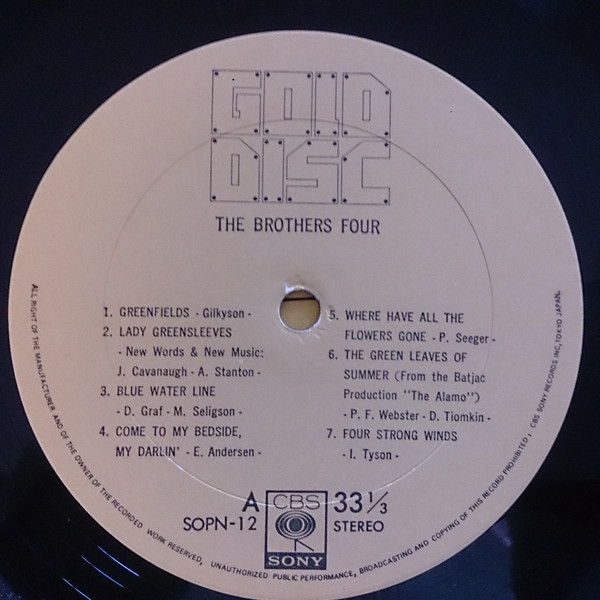 GOLD
DISC
THE BROTHERS FOUR
1. GREENFIELDS - Gilkyson -
2. LADY GREENSLEEVES
- New Words & New Music:
J. Cavanaugh - A. Stanton -
3. BLUE WATER LINE
- D. Graf - M. Seligson -
4. COME TO MY BEDSIDE,
MY DARLIN' - E. Andersen -
5. WHERE HAVE ALL THE
FLOWERS GONE - P. Seeger -
6. THE GREEN LEAVES OF
SUMMER (From the Batjac
Production "The Alamo")
- P. F. Webster - D. Tiomkin -
7. FOUR STRONG WINDS
- I. Tyson -
A
SOPN-12
CBS
SONY
33 1/3
STEREO
ALL RIGHT OF THE MANUFACTURER AND OF THE OWNER OF THE RECORDED WORK RESERVED, UNAUTHORIZED PUBLIC PERFORMANCE, BROADCASTING AND COPYING OF THIS RECORD PROHIBITED, CBS SONY RECORDS INC, TOKYO JAPAN.